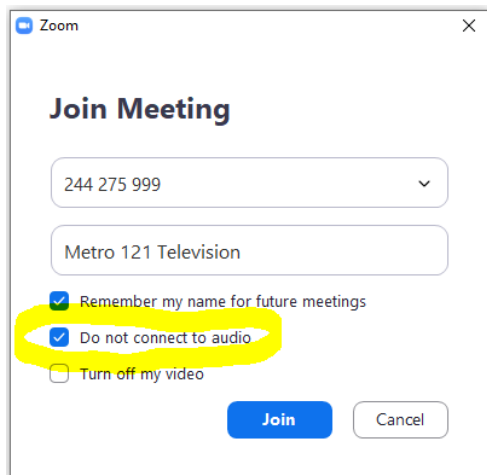 Zoom
Join Meeting
244 275 999
Metro 121 Television
Remember my name for future meetings
Do not connect to audio
Turn off my video
Join Cancel